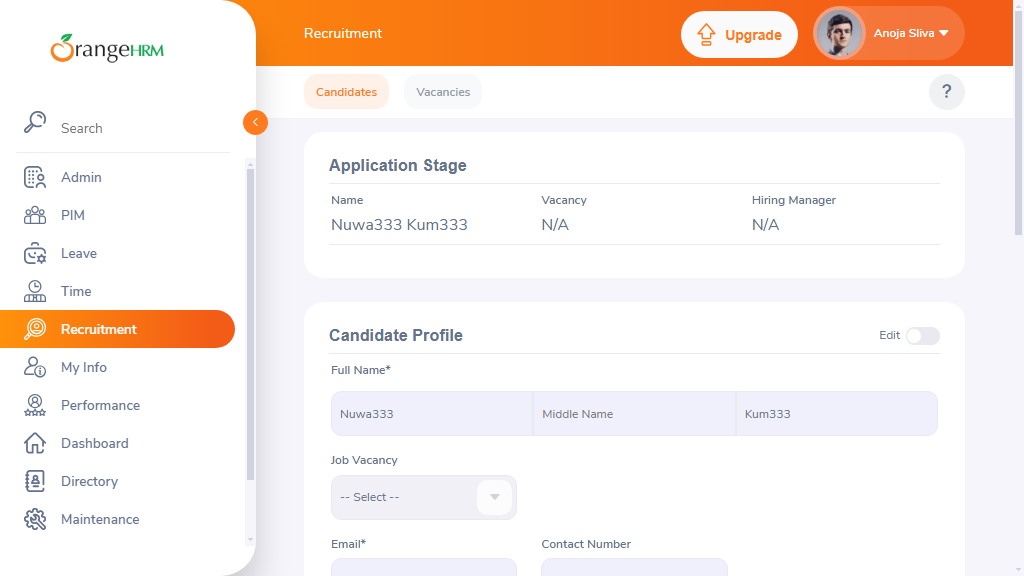 OrangeHRM
Recruitment
Upgrade
Anoja Sliva
Candidates
Vacancies
?
Search
Admin
PIM
Leave
Time
Recruitment
My Info
Performance
Dashboard
Directory
Maintenance
Application Stage
Name Vacancy Hiring Manager
Nuwa333 Kum333 N/A N/A
Candidate Profile
Edit
Full Name*
Nuwa333 Middle Name Kum333
Job Vacancy
-- Select --
Email* Contact Number